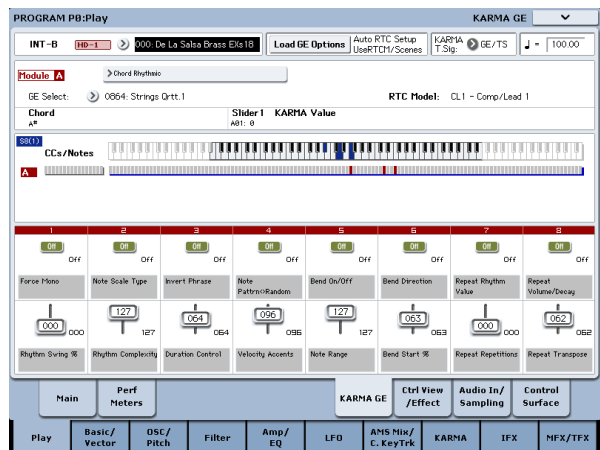 PROGRAM P0:Play KARMA GE
INT-B HD-1 000: De La Salsa Brass EXs18 Load GE Options Auto RTC Setup UseRTCM/Scenes KARMA T.Sig: GE/TS ♩ = 100.00
Module A Chord Rhythmic
GE Select: 0864: Strings Qrtt.1 RTC Model: CL1 - Comp/Lead 1
Chord Slider1 KARMA Value
A01: 0
S8(1)
CCs/Notes
A
1 2 3 4 5 6 7 8
Off Off Off Off Off Off Off Off
Off Off Off Off Off Off Off Off
Force Mono Note Scale Type Invert Phrase Note Pattrn<>Random Bend On/Off Bend Direction Repeat Rhythm Value Repeat Volume/Decay
000 000 127 127 064 064 096 096 127 127 063 063 000 000 062 062
Rhythm Swing % Rhythm Complexity Duration Control Velocity Accents Note Range Bend Start % Repeat Repetitions Repeat Transpose
Main Perf Meters KARMA GE Ctrl View /Effect Audio In/ Sampling Control Surface
Play Basic/ Vector OSC/ Pitch Filter Amp/ EQ LFO AMS Mix/ C. KeyTrk KARMA IFX MFX/TFX